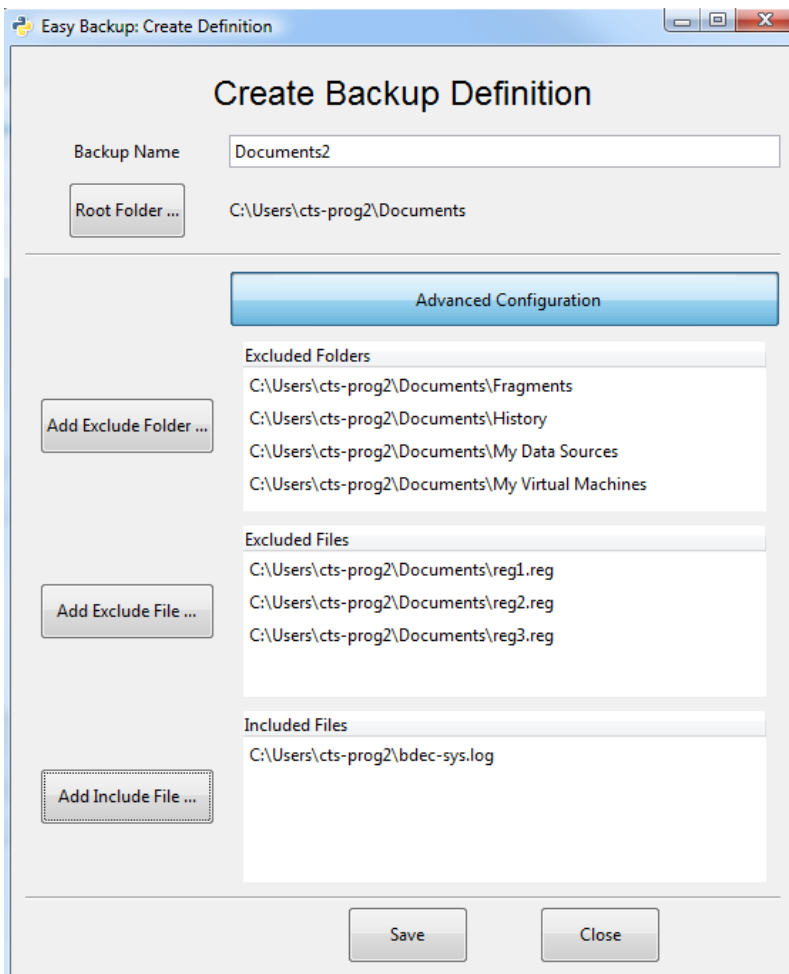 Easy Backup: Create Definition
Create Backup Definition
Backup Name
Documents2
Root Folder ...
C:\Users\cts-prog2\Documents
Advanced Configuration
Excluded Folders
Add Exclude Folder ...
C:\Users\cts-prog2\Documents\Fragments
C:\Users\cts-prog2\Documents\History
C:\Users\cts-prog2\Documents\My Data Sources
C:\Users\cts-prog2\Documents\My Virtual Machines
Excluded Files
Add Exclude File ...
C:\Users\cts-prog2\Documents\reg1.reg
C:\Users\cts-prog2\Documents\reg2.reg
C:\Users\cts-prog2\Documents\reg3.reg
Included Files
Add Include File ...
C:\Users\cts-prog2\bdec-sys.log
Save
Close